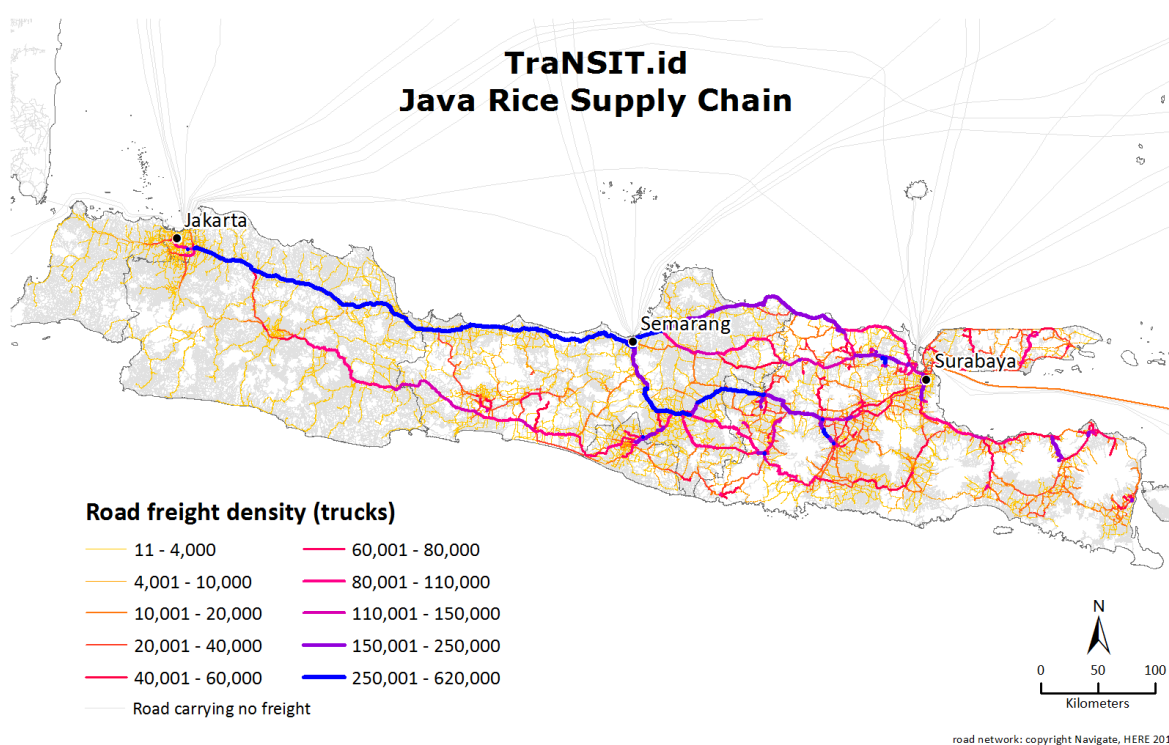 TraNSIT.id
Java Rice Supply Chain
Jakarta
Semarang
Surabaya
Road freight density (trucks)
11 - 4,000
4,001 - 10,000
10,001 - 20,000
20,001 - 40,000
40,001 - 60,000
Road carrying no freight
60,001 - 80,000
80,001 - 110,000
110,001 - 150,000
150,001 - 250,000
250,001 - 620,000
N
0 50 100
Kilometers
road network: copyright Navigate, HERE 201